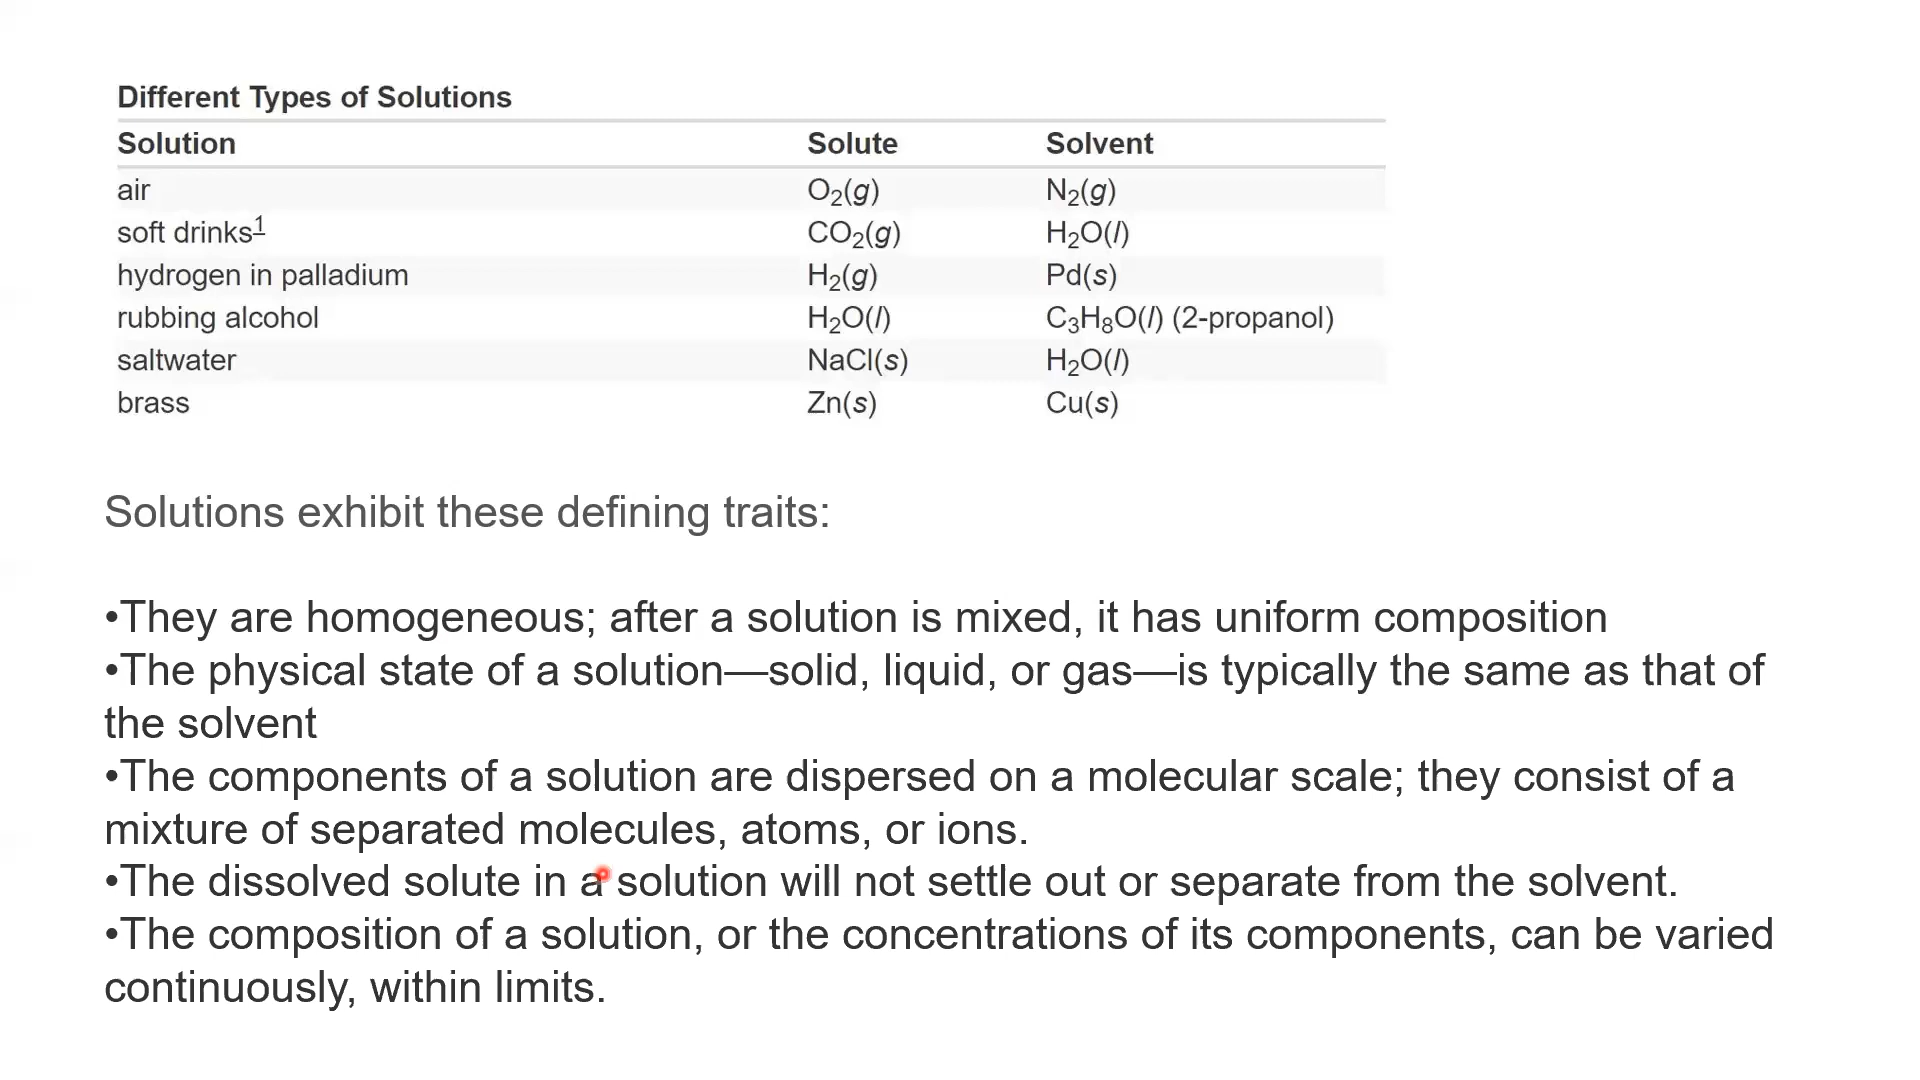 Different Types of Solutions
Solution Solute Solvent
air O₂(g) N₂(g)
soft drinks¹ CO₂(g) H₂O(l)
hydrogen in palladium H₂(g) Pd(s)
rubbing alcohol H₂O(l) C₃H₈O(l) (2-propanol)
saltwater NaCl(s) H₂O(l)
brass Zn(s) Cu(s)
Solutions exhibit these defining traits:
•They are homogeneous; after a solution is mixed, it has uniform composition
•The physical state of a solution—solid, liquid, or gas—is typically the same as that of
the solvent
•The components of a solution are dispersed on a molecular scale; they consist of a
mixture of separated molecules, atoms, or ions.
•The dissolved solute in a solution will not settle out or separate from the solvent.
•The composition of a solution, or the concentrations of its components, can be varied
continuously, within limits.